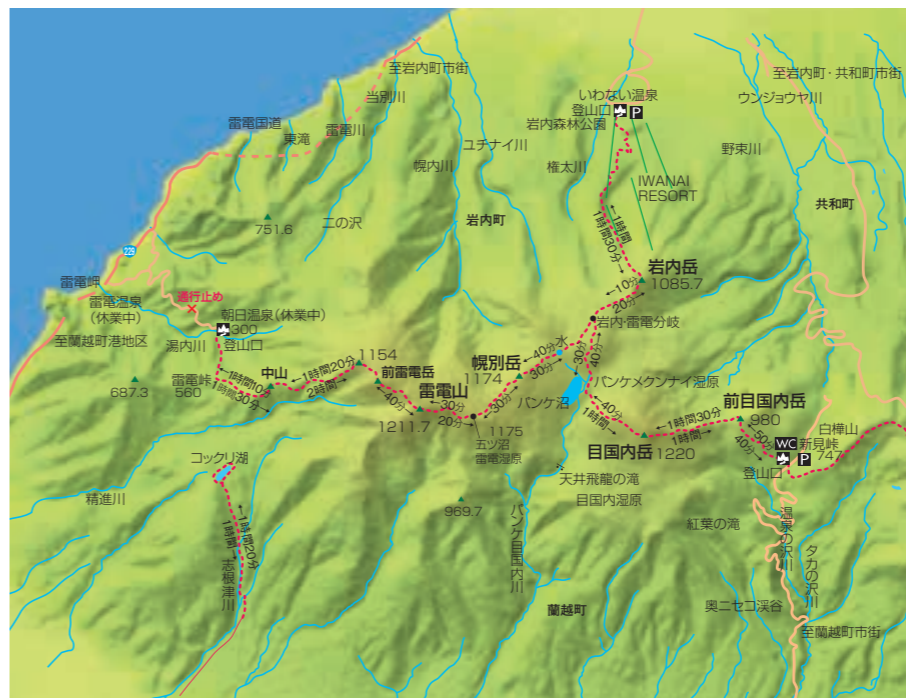 至岩内町市街
当別川
雷電国道
東滝
雷電川
幌内川
ユチナイ川
二の沢
751.6
岩内町
いわない温泉
登山口
P
岩内森林公園
権太川
IWANAI
RESORT
至岩内町・共和町市街
ウンジョウヤ川
野束川
共和町
←1時間
1時間30分→
岩内岳
1085.7
←10分
20分→
岩内・雷電分岐
229
雷電岬
雷電温泉
(休業中)
通行止め
朝日温泉(休業中)
300
登山口
至蘭越町港地区
湯内川
687.3
雷電峠
560
←1時間10分
1時間30分→
中山
←1時間20分
2時間→
1154
前雷電岳
←40分→
雷電山
1211.7
←30分
20分→
1175
五ツ沼
雷電湿原
←30分→
幌別岳
1174
←40分
30分→
水
←30分
40分→
パンケ沼
パンケメクンナイ湿原
←40分
1時間→
目国内岳
1220
←1時間30分
1時間→
前目国内岳
980
←50分
40分→
WC
P
新見峠
747
登山口
白樺山
コックリ湖
精進川
←1時間20分
1時間→
志根津川
969.7
天井飛龍の滝
目国内湿原
パンケ目国内川
蘭越町
紅葉の滝
温泉の沢川
タカの沢川
奥ニセコ渓谷
至蘭越町市街